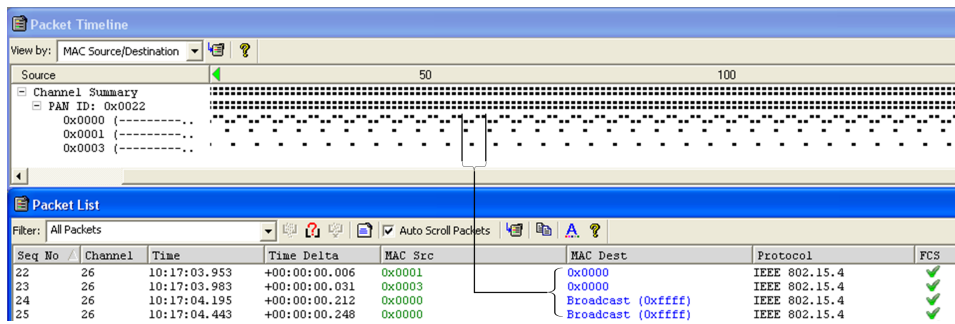 Packet Timeline
View by: MAC Source/Destination
Source 50 100
Channel Summary
PAN ID: 0x0022
0x0000 (---------..
0x0001 (---------..
0x0003 (---------..
Packet List
Filter: All Packets Auto Scroll Packets
Seq No Channel Time Time Delta MAC Src MAC Dest Protocol FCS
22 26 10:17:03.953 +00:00:00.006 0x0001 0x0000 IEEE 802.15.4
23 26 10:17:03.983 +00:00:00.031 0x0003 0x0000 IEEE 802.15.4
24 26 10:17:04.195 +00:00:00.212 0x0000 Broadcast (0xffff) IEEE 802.15.4
25 26 10:17:04.443 +00:00:00.248 0x0000 Broadcast (0xffff) IEEE 802.15.4